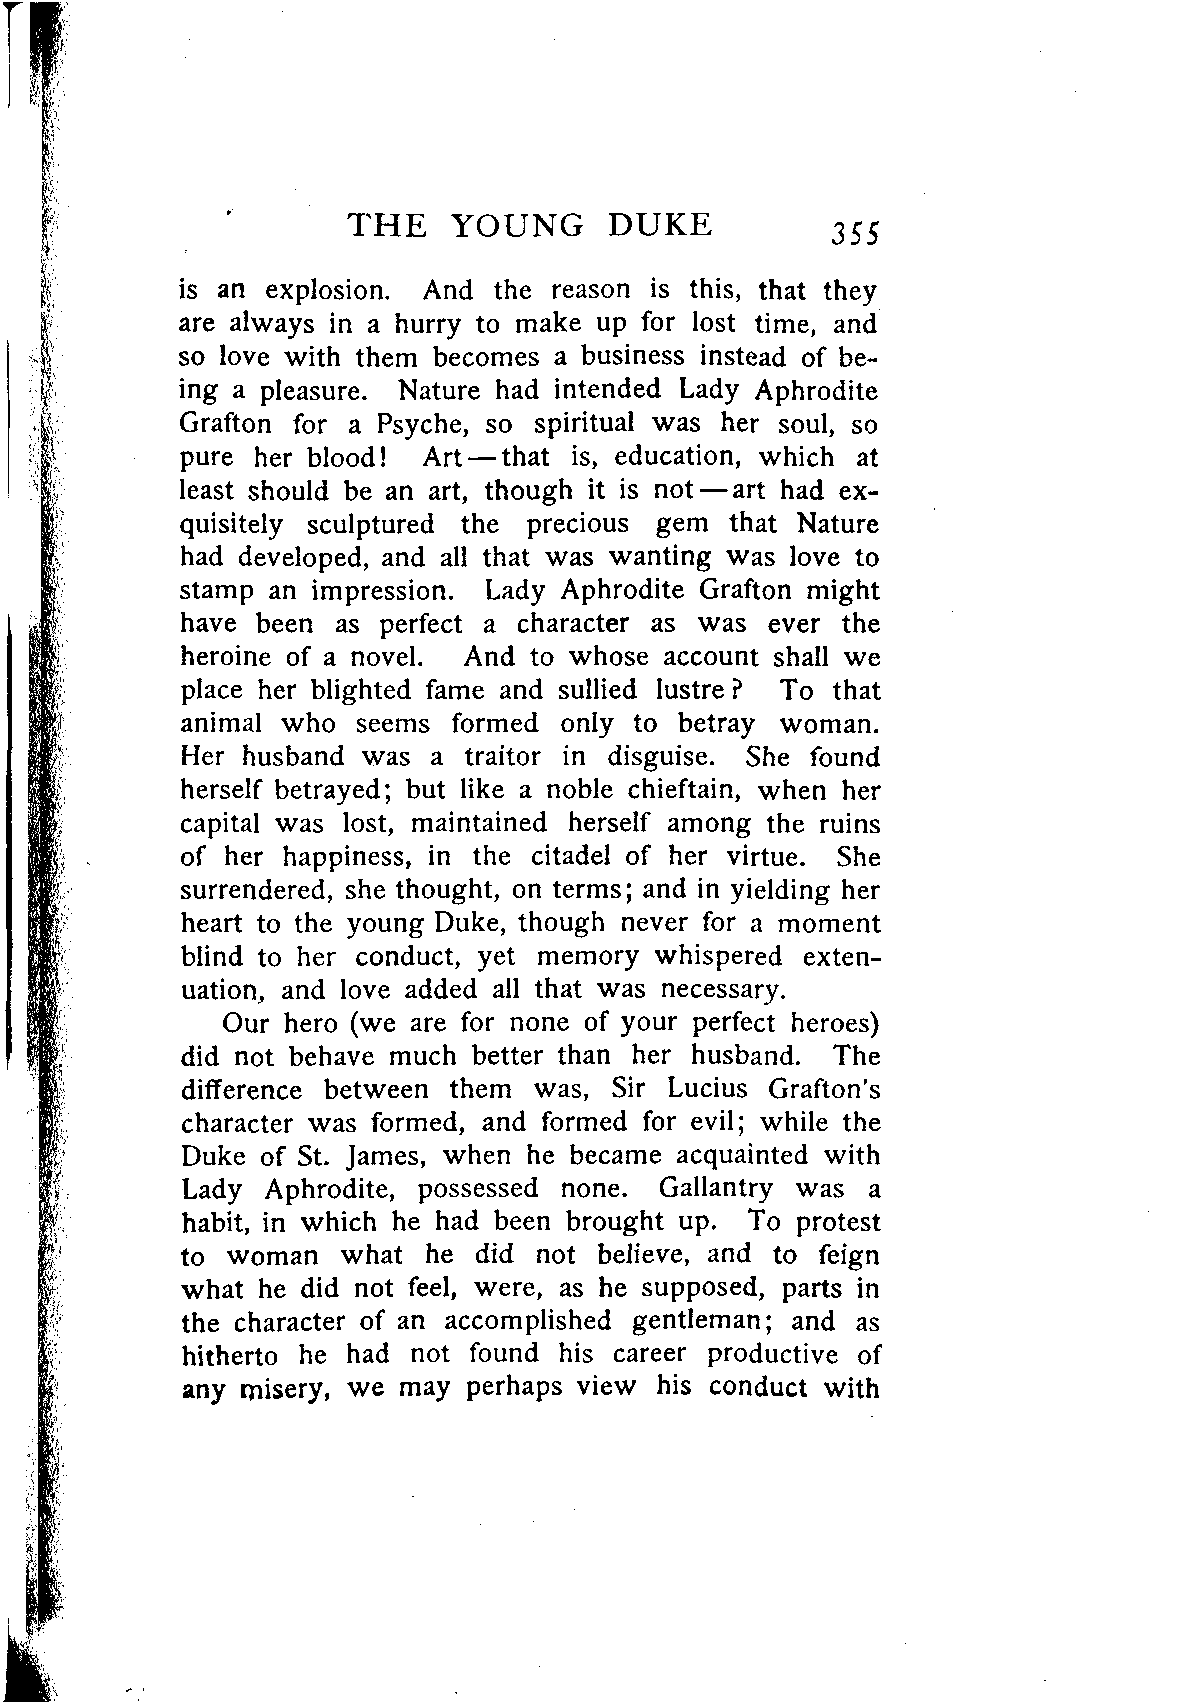 THE YOUNG DUKE 355
is an explosion. And the reason is this, that they
are always in a hurry to make up for lost time, and
so love with them becomes a business instead of be-
ing a pleasure. Nature had intended Lady Aphrodite
Grafton for a Psyche, so spiritual was her soul, so
pure her blood! Art—that is, education, which at
least should be an art, though it is not—art had ex-
quisitely sculptured the precious gem that Nature
had developed, and all that was wanting was love to
stamp an impression. Lady Aphrodite Grafton might
have been as perfect a character as was ever the
heroine of a novel. And to whose account shall we
place her blighted fame and sullied lustre? To that
animal who seems formed only to betray woman.
Her husband was a traitor in disguise. She found
herself betrayed; but like a noble chieftain, when her
capital was lost, maintained herself among the ruins
of her happiness, in the citadel of her virtue. She
surrendered, she thought, on terms; and in yielding her
heart to the young Duke, though never for a moment
blind to her conduct, yet memory whispered exten-
uation, and love added all that was necessary.
Our hero (we are for none of your perfect heroes)
did not behave much better than her husband. The
difference between them was, Sir Lucius Grafton's
character was formed, and formed for evil; while the
Duke of St. James, when he became acquainted with
Lady Aphrodite, possessed none. Gallantry was a
habit, in which he had been brought up. To protest
to woman what he did not believe, and to feign
what he did not feel, were, as he supposed, parts in
the character of an accomplished gentleman; and as
hitherto he had not found his career productive of
any misery, we may perhaps view his conduct with